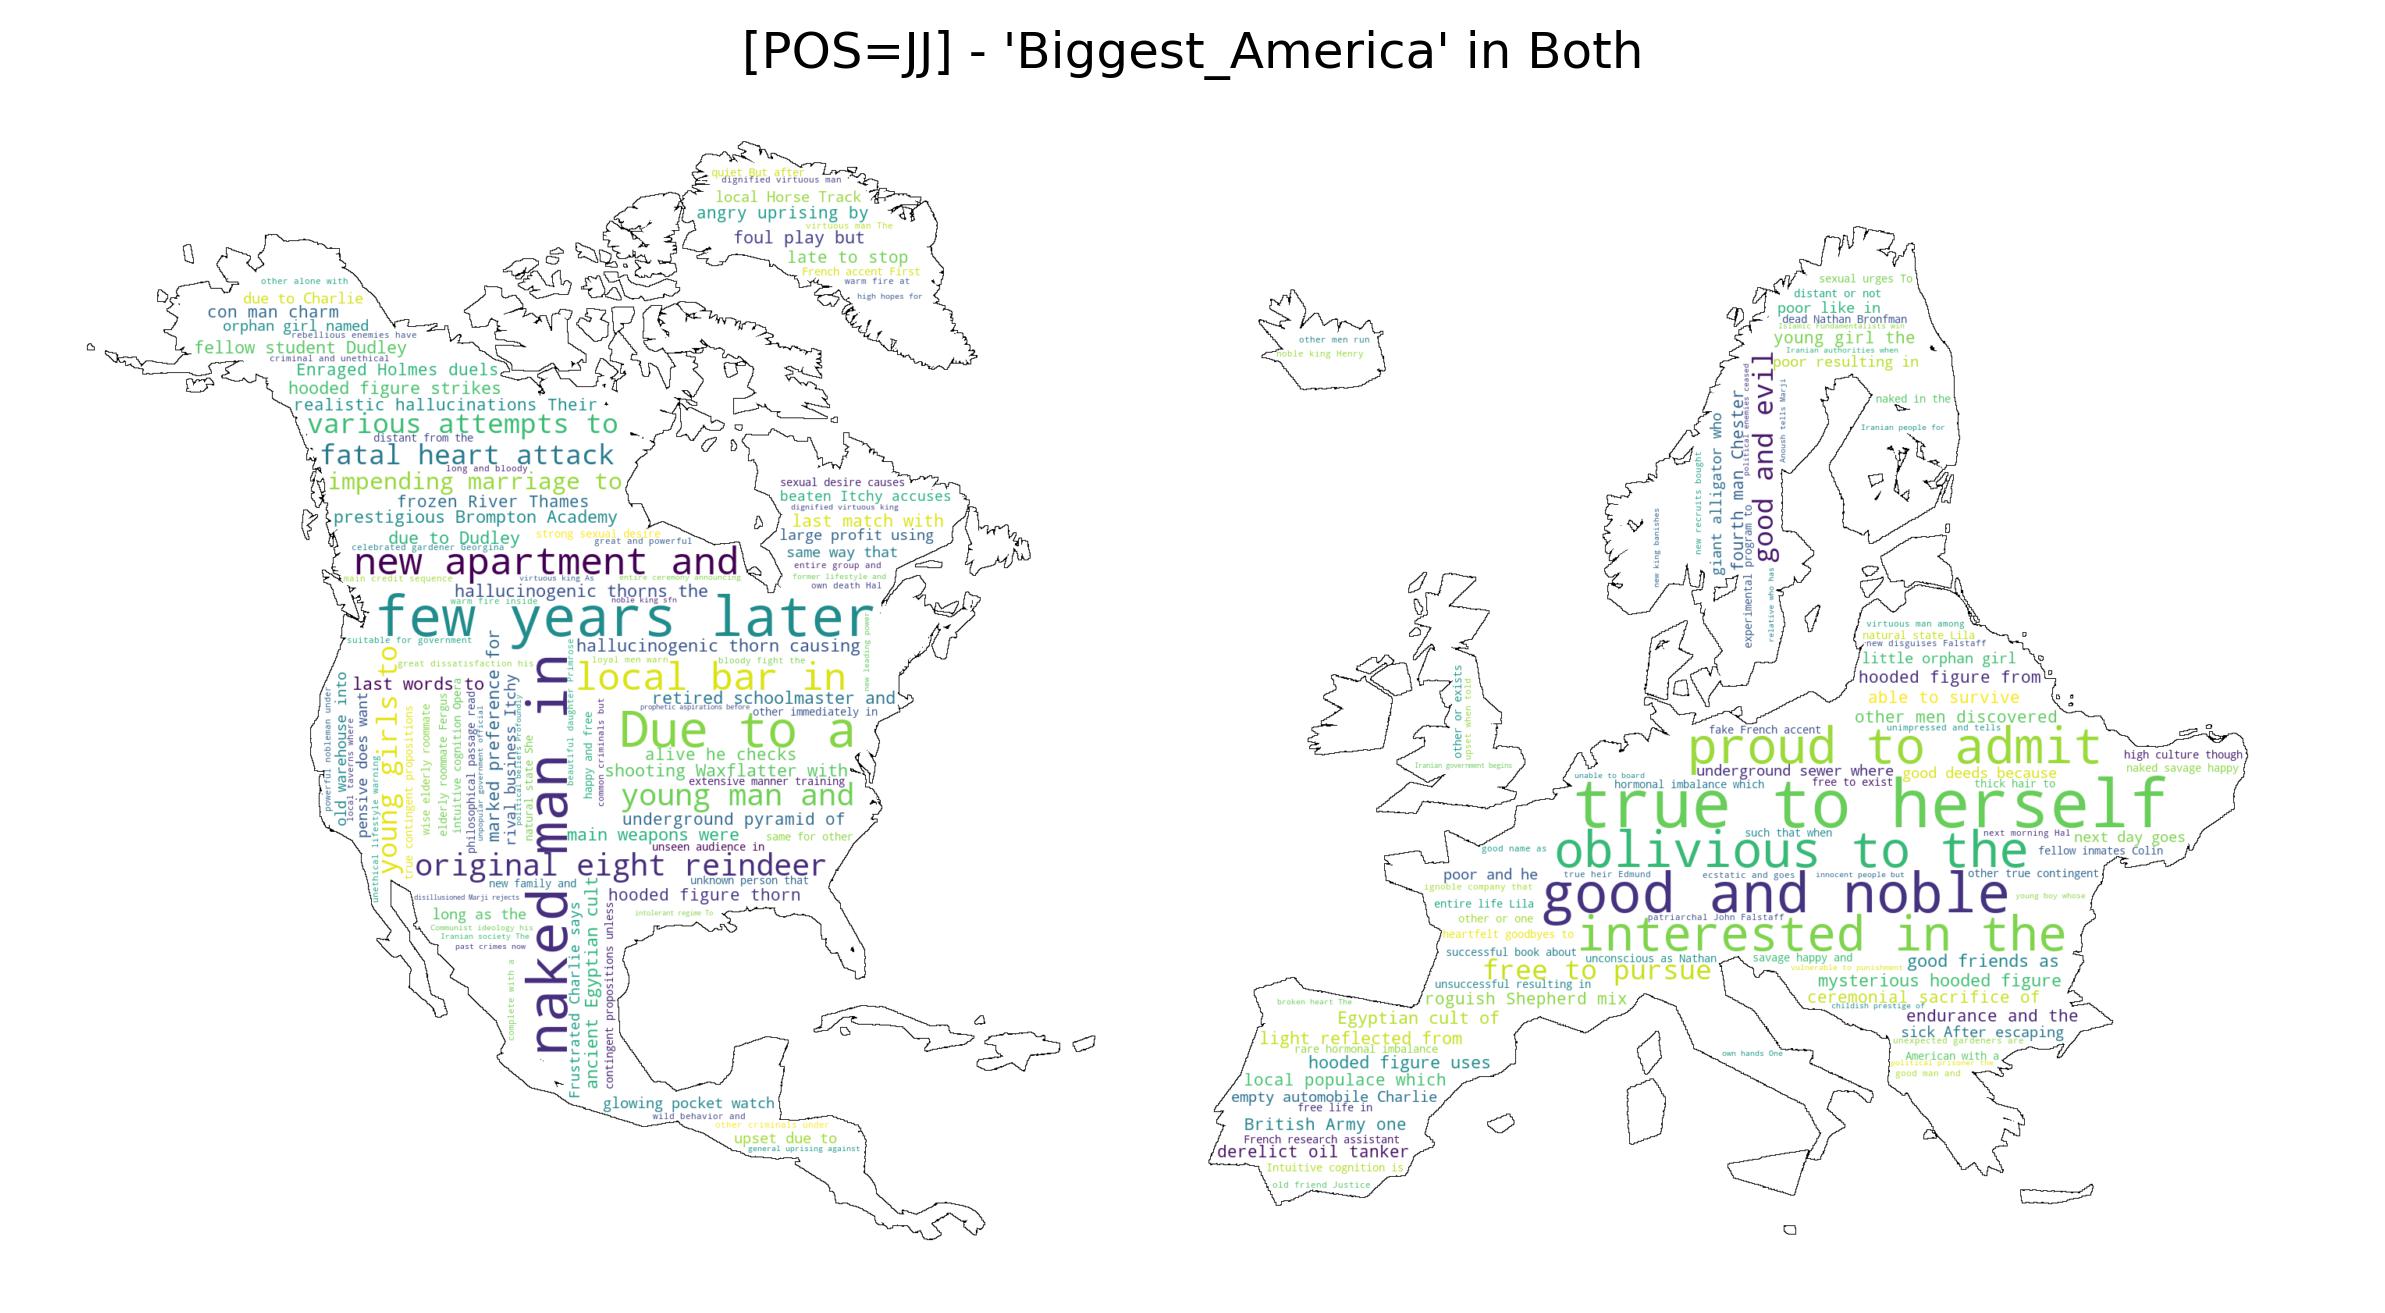 [POS=JJ] - 'Biggest_America' in Both
quiet But after
dignified virtuous man
local Horse Track
angry uprising by
virtuous man The
foul play but
late to stop
French accent First
warm fire at
high hopes for
other alone with
due to Charlie
con man charm
orphan girl named
rebellious enemies have
fellow student Dudley
criminal and unethical
Enraged Holmes duels
hooded figure strikes
realistic hallucinations Their
various attempts to
distant from the
fatal heart attack
long and bloody
impending marriage to
frozen River Thames
prestigious Brompton Academy
due to Dudley
strong sexual desire
great and powerful
celebrated gardener Georgina
new apartment and
main credit sequence
virtuous king As
entire ceremony announcing
hallucinogenic thorns the
warm fire inside
noble king sfn
few years later
sexual desire causes
beaten Itchy accuses
dignified virtuous king
last match with
large profit using
same way that
entire group and
former lifestyle and
own death Hal
suitable for government
hallucinogenic thorn causing
great dissatisfaction his
loyal men warn
bloody fight the
new leading power
last words to
local bar in
retired schoolmaster and
prophetic aspirations before
other immediately in
Due to a
alive he checks
shooting Waxflatter with
extensive manner training
young man and
underground pyramid of
main weapons were
same for other
unseen audience in
original eight reindeer
new family and
unknown person that
disillusioned Marji rejects
hooded figure thorn
long as the
intolerant regime To
Communist ideology his
Iranian society The
past crimes now
powerful nobleman under
old warehouse into
local taverns where
pensive does want
unethical lifestyle warning
young girls to
true contingent propositions
wise elderly roommate
elderly roommate Fergus
intuitive cognition Opera
philosophical passage read
unpopular government official
marked preference for
rival business Itchy
political beliefs Profoundly
natural state She
naked man in
beautiful daughter Primrose
happy and free
common criminals but
complete with a
Frustrated Charlie says
ancient Egyptian cult
contingent propositions unless
glowing pocket watch
wild behavior and
other criminals under
upset due to
general uprising against
other men run
noble king Henry
sexual urges To
distant or not
poor like in
dead Nathan Bronfman
Islamic Fundamentalists win
young girl the
Iranian authorities when
poor resulting in
naked in the
Iranian people for
new king banishes
new recruits bought
giant alligator who
fourth man Chester
experimental program to
political enemies ceased
good and evil
relative who has
Anoush tells Marji
other or exists
upset when told
Iranian government begins
virtuous man among
natural state Lila
new disguises Falstaff
little orphan girl
hooded figure from
able to survive
other men discovered
fake French accent
unimpressed and tells
proud to admit
high culture though
naked savage happy
underground sewer where
good deeds because
unable to board
hormonal imbalance which
free to exist
thick hair to
true to herself
such that when
next morning Hal
next day goes
good name as
oblivious to the
fellow inmates Colin
poor and he
true heir Edmund
ecstatic and goes
innocent people but
other true contingent
ignoble company that
good and noble
young boy whose
entire life Lila
other or one
patriarchal John Falstaff
heartfelt goodbyes to
interested in the
successful book about
unconscious as Nathan
savage happy and
good friends as
free to pursue
vulnerable to punishment
unsuccessful resulting in
mysterious hooded figure
roguish Shepherd mix
ceremonial sacrifice of
childish prestige of
broken heart The
Egyptian cult of
endurance and the
light reflected from
sick After escaping
rare hormonal imbalance
unexpected gardeners are
own hands One
hooded figure uses
American with a
political prisoner the
local populace which
good man and
empty automobile Charlie
free life in
British Army one
French research assistant
derelict oil tanker
Intuitive cognition is
old friend Justice